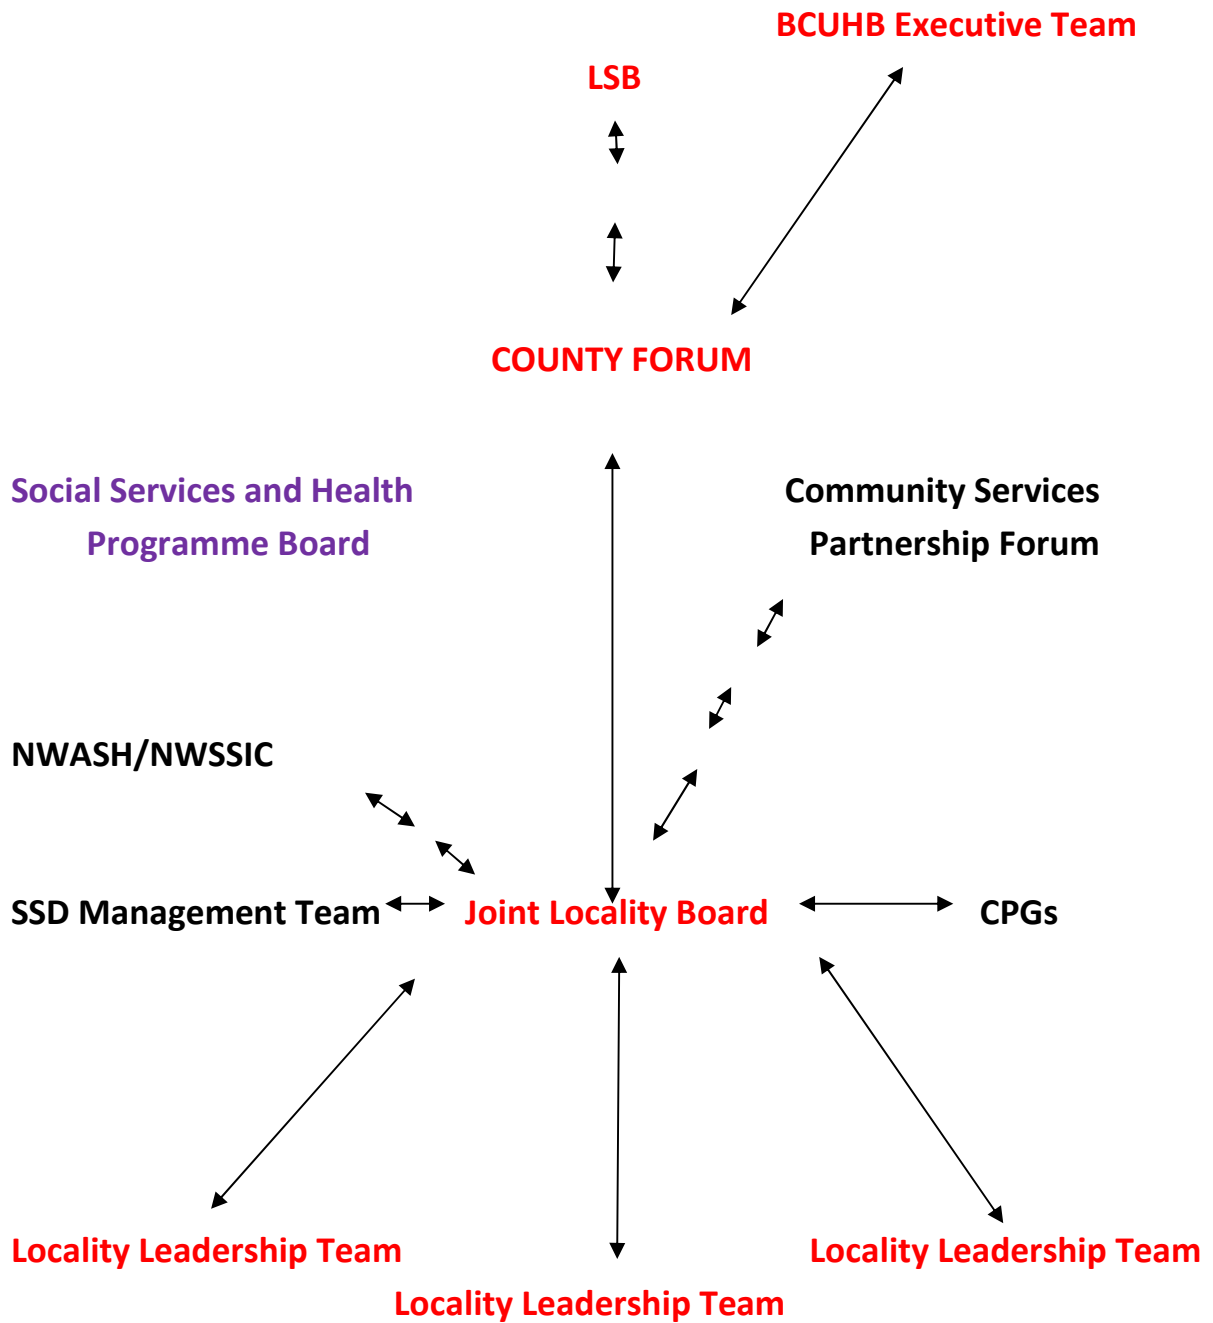 BCUHB Executive Team
LSB
COUNTY FORUM
Social Services and Health
Programme Board
Community Services
Partnership Forum
NWASH/NWSSIC
SSD Management Team
Joint Locality Board
CPGs
Locality Leadership Team
Locality Leadership Team
Locality Leadership Team